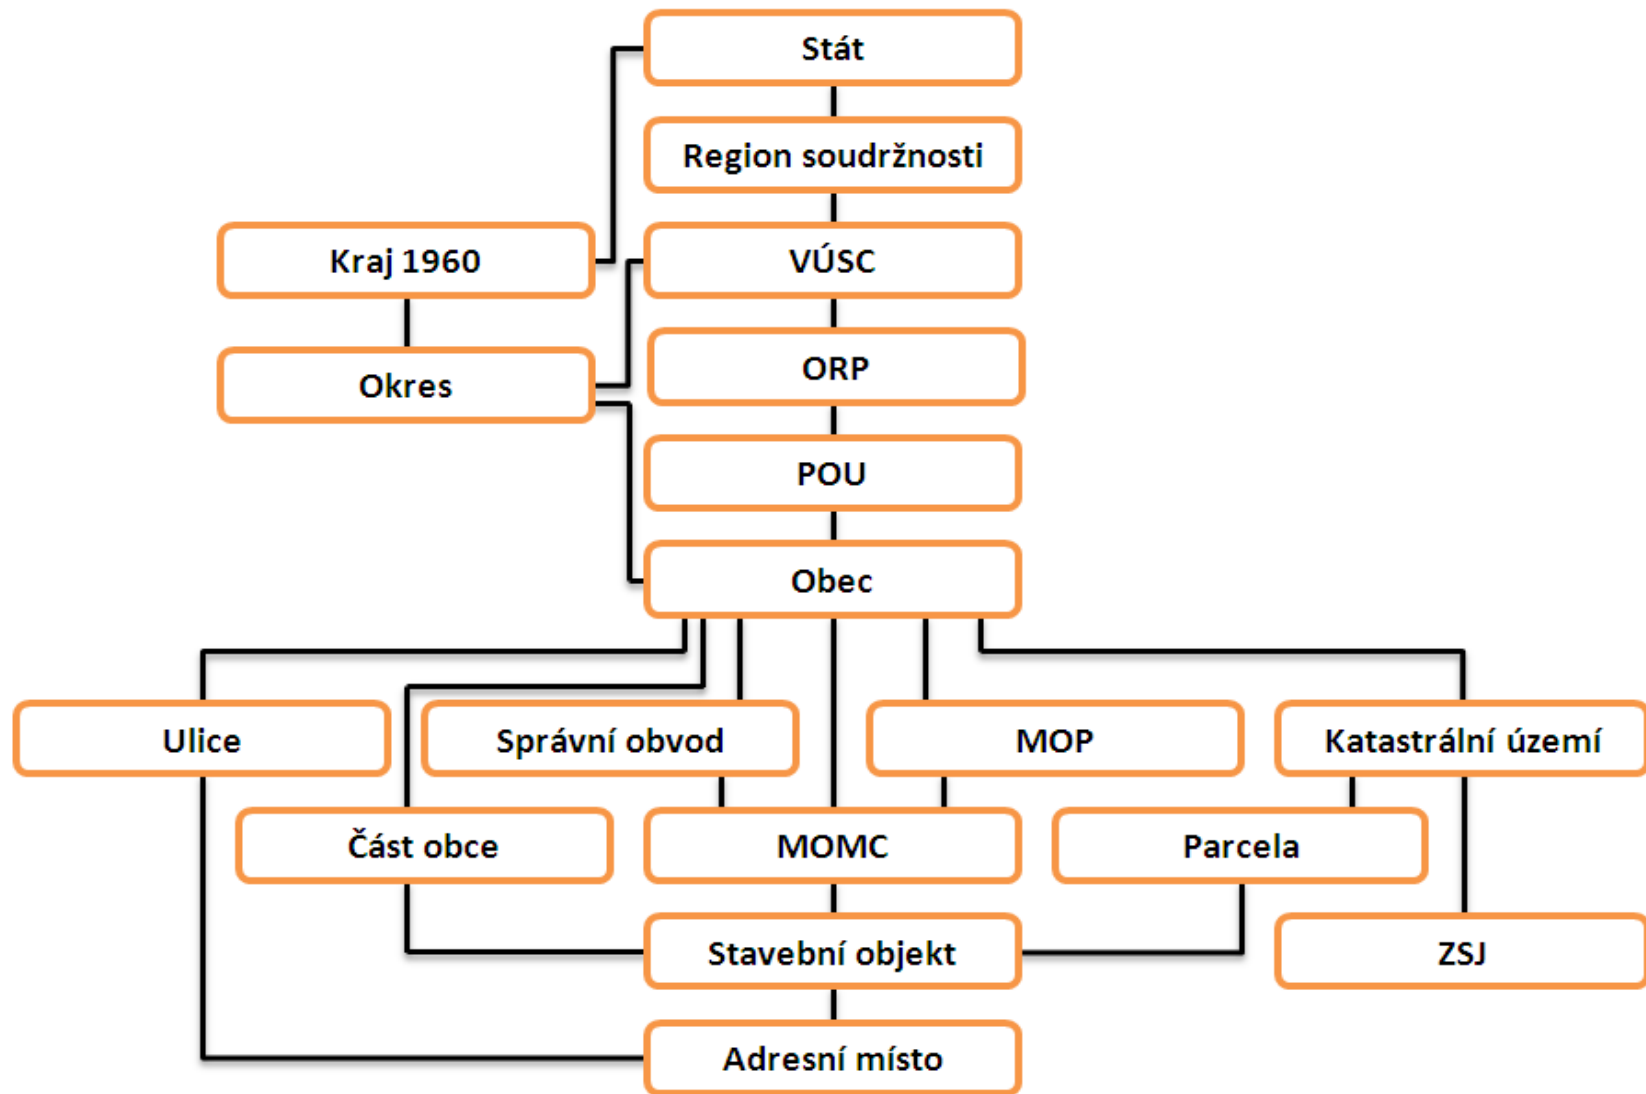 Stát
Region soudržnosti
Kraj 1960
VÚSC
ORP
Okres
POU
Obec
Ulice
Správní obvod
MOP
Katastrální území
Část obce
MOMC
Parcela
Stavební objekt
ZSJ
Adresní místo